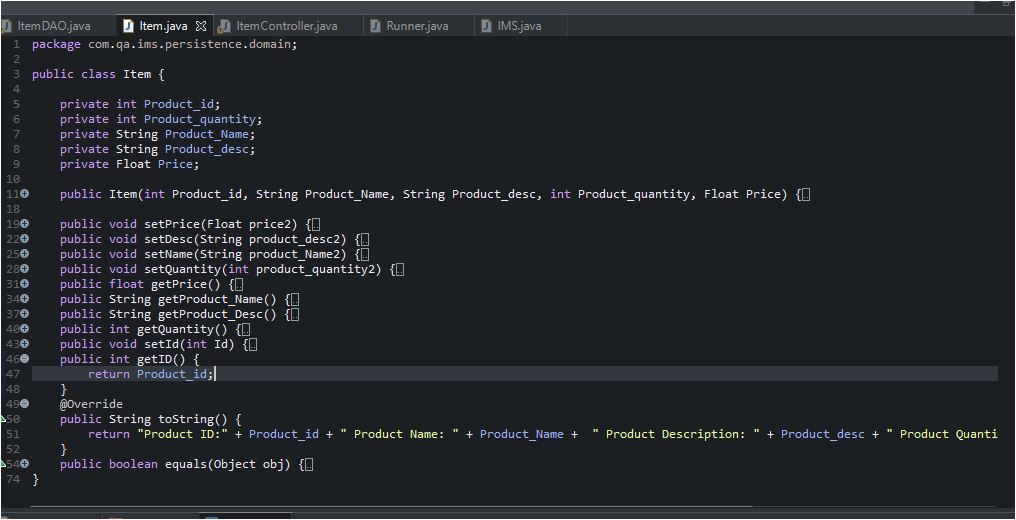 ItemDAO.java Item.java ItemController.java Runner.java IMS.java
1 package com.qa.ims.persistence.domain;
2
3 public class Item {
4
5 private int Product_id;
6 private int Product_quantity;
7 private String Product_Name;
8 private String Product_desc;
9 private Float Price;
10
11 public Item(int Product_id, String Product_Name, String Product_desc, int Product_quantity, Float Price) {
18
19 public void setPrice(Float price2) {
22 public void setDesc(String product_desc2) {
25 public void setName(String product_Name2) {
28 public void setQuantity(int product_quantity2) {
31 public float getPrice() {
34 public String getProduct_Name() {
37 public String getProduct_Desc() {
40 public int getQuantity() {
43 public void setId(int Id) {
46 public int getID() {
47 return Product_id;
48 }
49 @Override
50 public String toString() {
51 return "Product ID:" + Product_id + " Product Name: " + Product_Name +  " Product Description: " + Product_desc + " Product Quanti
52 }
54 public boolean equals(Object obj) {
74 }